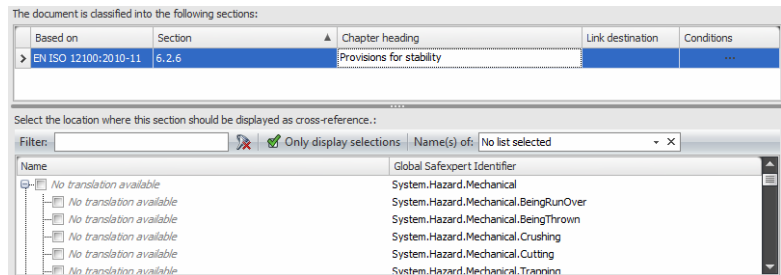 The document is classified into the following sections:
Based on Section Chapter heading Link destination Conditions
EN ISO 12100:2010-11 6.2.6 Provisions for stability ...
Select the location where this section should be displayed as cross-reference.:
Filter: Only display selections Name(s) of: No list selected
Name Global Safexpert Identifier
No translation available System.Hazard.Mechanical
No translation available System.Hazard.Mechanical.BeingRunOver
No translation available System.Hazard.Mechanical.BeingThrown
No translation available System.Hazard.Mechanical.Crushing
No translation available System.Hazard.Mechanical.Cutting
No translation available System.Hazard.Mechanical.Trapping